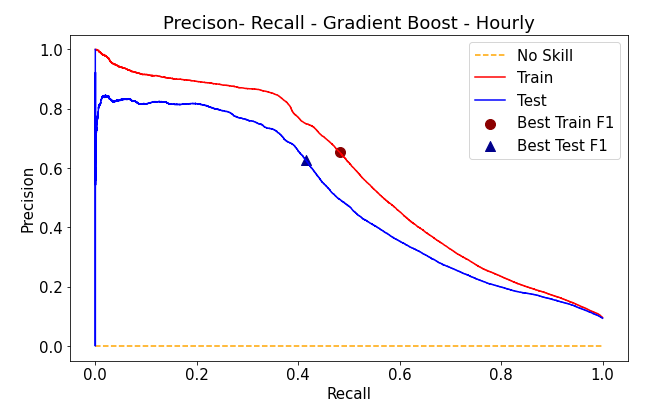 Precison- Recall - Gradient Boost - Hourly
No Skill
Train
Test
Best Train F1
Best Test F1
Precision
1.0
0.8
0.6
0.4
0.2
0.0
0.0 0.2 0.4 0.6 0.8 1.0
Recall